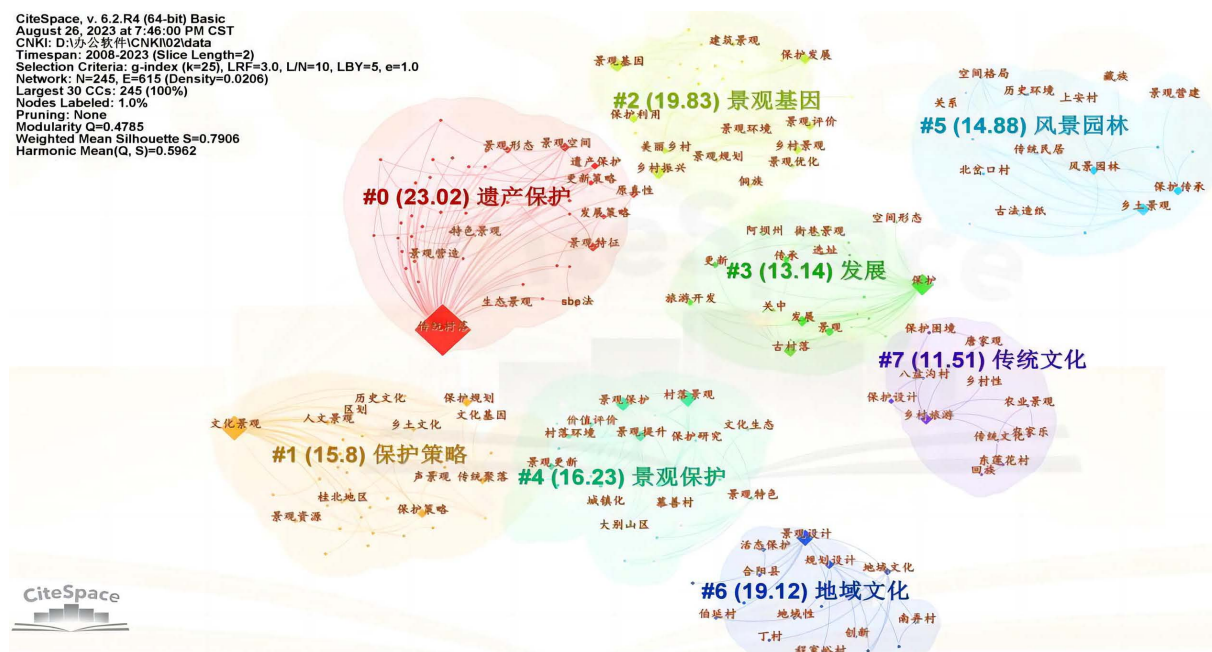 CiteSpace, v. 6.2.R4 (64-bit) Basic
August 26, 2023 at 7:46:00 PM CST
CNKI: D:\办公软件\CNKI\02\data
Timespan: 2008-2023 (Slice Length=2)
Selection Criteria: g-index (k=25), LRF=3.0, L/N=10, LBY=5, e=1.0
Network: N=245, E=615 (Density=0.0206)
Largest 30 CCs: 245 (100%)
Nodes Labeled: 1.0%
Pruning: None
Modularity Q=0.4785
Weighted Mean Silhouette S=0.7906
Harmonic Mean(Q, S)=0.5962
#0 (23.02) 遗产保护
景观形态
景观空间
遗产保护
更新策略
原真性
发展策略
特色景观
景观营造
景观特征
生态景观
sbe法
传统村落
#2 (19.83) 景观基因
建筑景观
景观基因
保护发展
保护利用
景观环境
景观评价
美丽乡村
景观规划
乡村景观
乡村振兴
景观优化
侗族
#5 (14.88) 风景园林
空间格局
藏族
历史环境
上安村
景观营建
关系
传统民居
北岔口村
风景园林
保护传承
古法造纸
乡土景观
#3 (13.14) 发展
空间形态
阿坝州
街巷景观
传承
选址
更新
保护
旅游开发
关中
发展
景观
古村落
#7 (11.51) 传统文化
保护困境
唐家观
八盘沟村
乡村性
保护设计
农业景观
乡村旅游
传统文化
农家乐
东莲花村
回族
#1 (15.8) 保护策略
历史文化
保护规划
区划
文化景观
人文景观
文化基因
乡土文化
声景观
传统聚落
桂北地区
景观资源
保护策略
#4 (16.23) 景观保护
景观保护
村落景观
价值评价
文化生态
村落环境
景观提升
保护研究
景观更新
城镇化
慕善村
景观特色
大别山区
#6 (19.12) 地域文化
景观设计
活态保护
规划设计
地域文化
合阳县
伯延村
地域性
南弄村
丁村
创新
程家峪村
CiteSpace